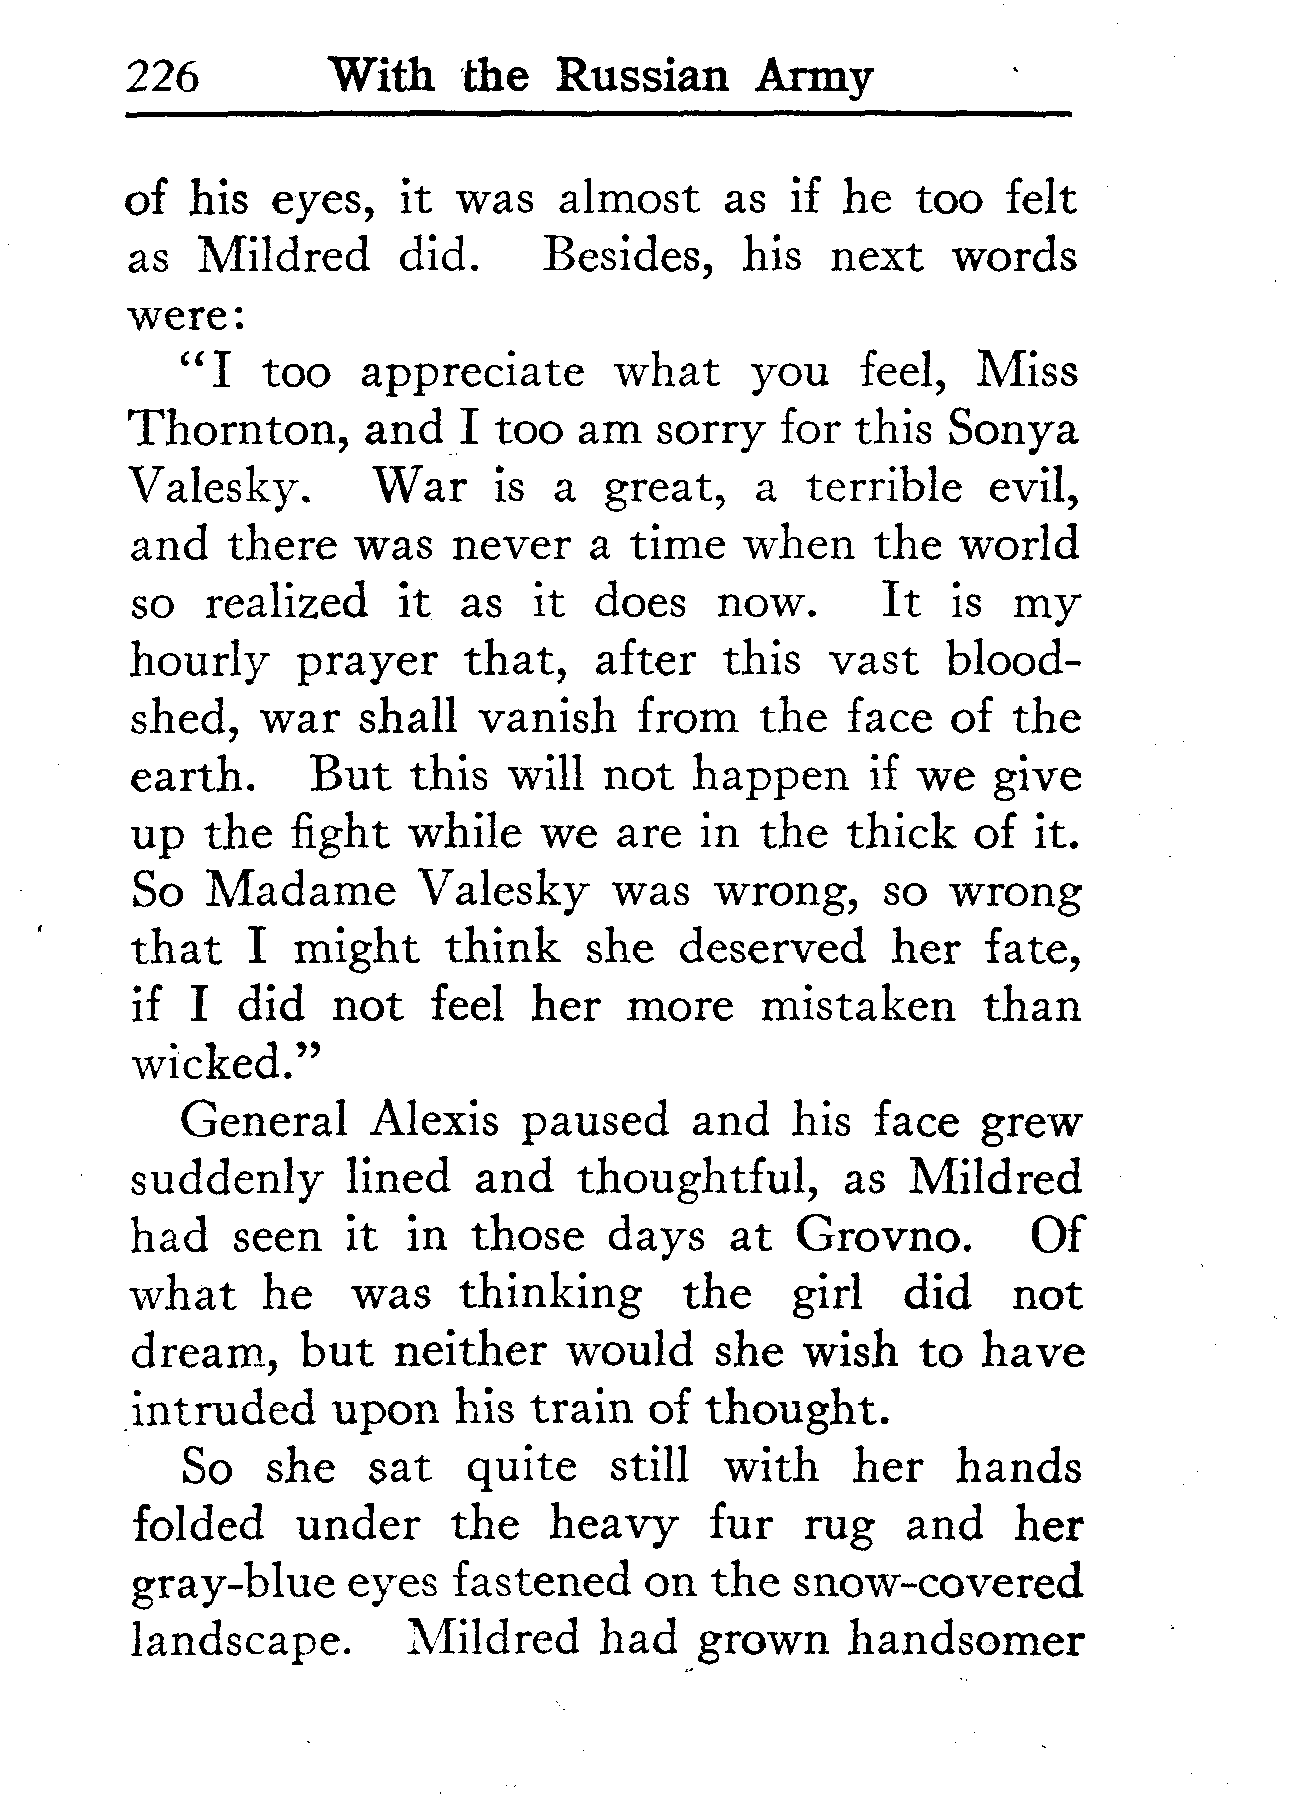 226 With the Russian Army
of his eyes, it was almost as if he too felt
as Mildred did. Besides, his next words
were:
“I too appreciate what you feel, Miss
Thornton, and I too am sorry for this Sonya
Valesky. War is a great, a terrible evil,
and there was never a time when the world
so realized it as it does now. It is my
hourly prayer that, after this vast blood-
shed, war shall vanish from the face of the
earth. But this will not happen if we give
up the fight while we are in the thick of it.
So Madame Valesky was wrong, so wrong
that I might think she deserved her fate,
if I did not feel her more mistaken than
wicked.”
General Alexis paused and his face grew
suddenly lined and thoughtful, as Mildred
had seen it in those days at Grovno. Of
what he was thinking the girl did not
dream, but neither would she wish to have
intruded upon his train of thought.
So she sat quite still with her hands
folded under the heavy fur rug and her
gray-blue eyes fastened on the snow-covered
landscape. Mildred had grown handsomer